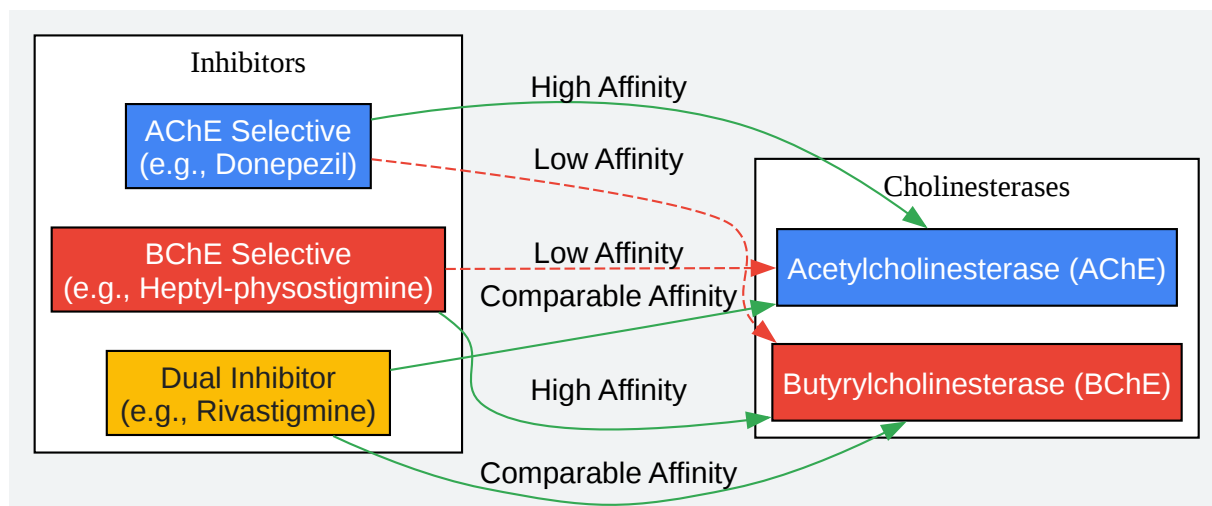 Inhibitors
AChE Selective
(e.g., Donepezil)
BChE Selective
(e.g., Heptyl-physostigmine)
Dual Inhibitor
(e.g., Rivastigmine)
High Affinity
Low Affinity
Low Affinity
Comparable Affinity
High Affinity
Comparable Affinity
Cholinesterases
Acetylcholinesterase (AChE)
Butyrylcholinesterase (BChE)